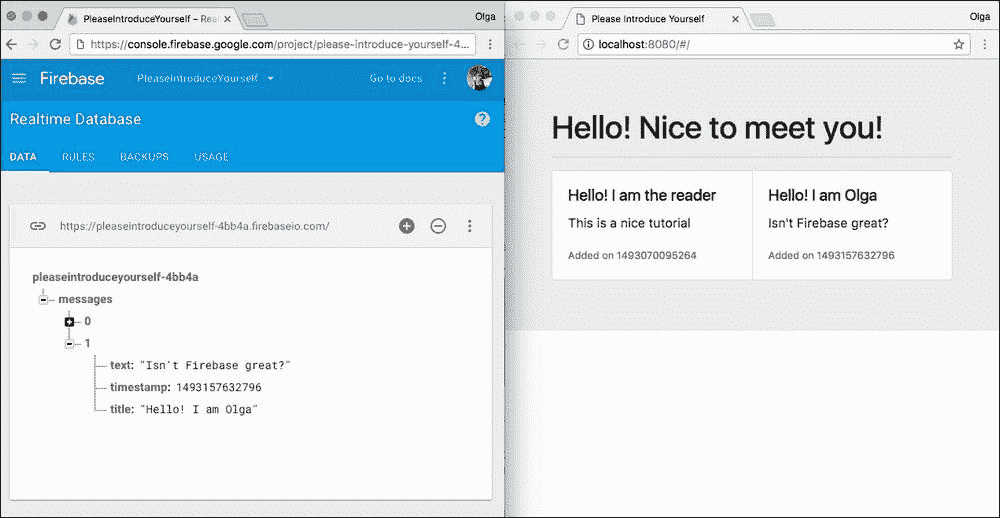 PleaseIntroduceYourself – Rea
Olga
https://console.firebase.google.com/project/please-introduce-yourself-4...
Firebase
PleaseIntroduceYourself
Go to docs
Realtime Database
DATA RULES BACKUPS USAGE
https://pleaseintroduceyourself-4bb4a.firebaseio.com/
pleaseintroduceyourself-4bb4a
messages
0
1
text: "Isn't Firebase great?"
timestamp: 1493157632796
title: "Hello! I am Olga"
Please Introduce Yourself
Olga
localhost:8080/#/
Hello! Nice to meet you!
Hello! I am the reader
This is a nice tutorial
Added on 1493070095264
Hello! I am Olga
Isn't Firebase great?
Added on 1493157632796